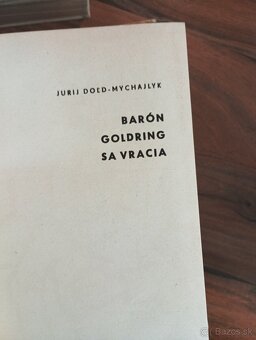 JURIJ DOLD-MYCHAJLYK
BARÓN
GOLDRING
SA VRACIA
Bazos.sk